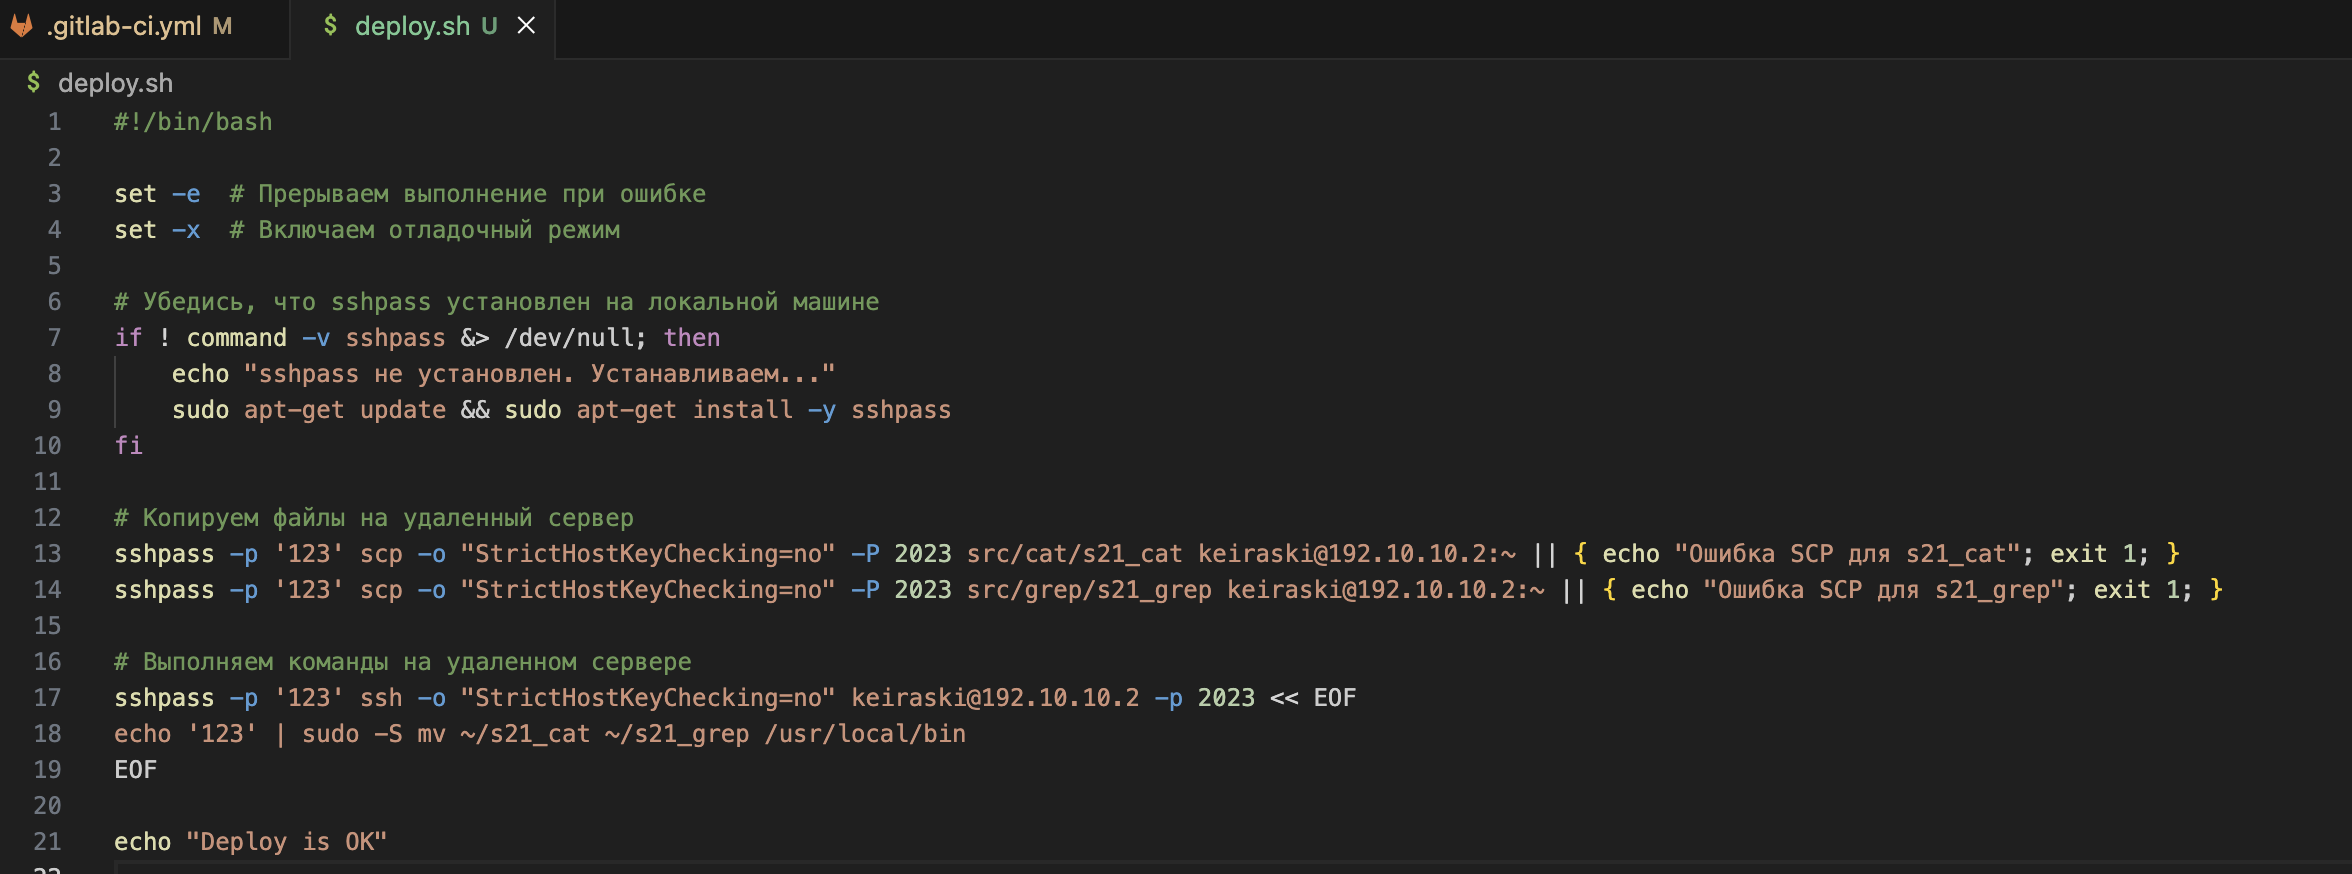 .gitlab-ci.yml M
$ deploy.sh U
$ deploy.sh
1 #!/bin/bash
2
3 set -e  # Прерываем выполнение при ошибке
4 set -x  # Включаем отладочный режим
5
6 # Убедись, что sshpass установлен на локальной машине
7 if ! command -v sshpass &> /dev/null; then
8     echo "sshpass не установлен. Устанавливаем..."
9     sudo apt-get update && sudo apt-get install -y sshpass
10 fi
11
12 # Копируем файлы на удаленный сервер
13 sshpass -p '123' scp -o "StrictHostKeyChecking=no" -P 2023 src/cat/s21_cat keiraski@192.10.10.2:~ || { echo "Ошибка SCP для s21_cat"; exit 1; }
14 sshpass -p '123' scp -o "StrictHostKeyChecking=no" -P 2023 src/grep/s21_grep keiraski@192.10.10.2:~ || { echo "Ошибка SCP для s21_grep"; exit 1; }
15
16 # Выполняем команды на удаленном сервере
17 sshpass -p '123' ssh -o "StrictHostKeyChecking=no" keiraski@192.10.10.2 -p 2023 << EOF
18 echo '123' | sudo -S mv ~/s21_cat ~/s21_grep /usr/local/bin
19 EOF
20
21 echo "Deploy is OK"
22